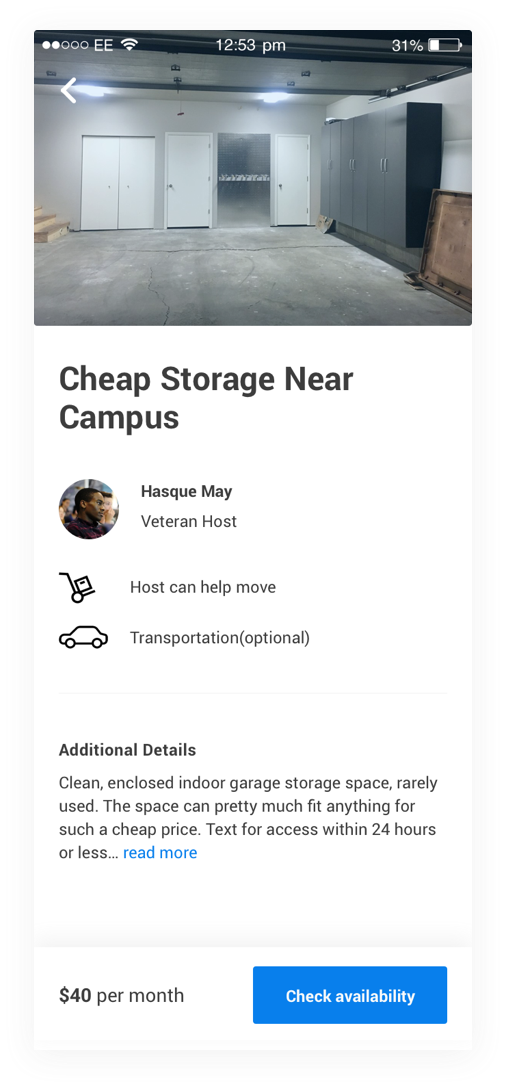 EE 12:53 pm 31%
Cheap Storage Near
Campus
Hasque May
Veteran Host
Host can help move
Transportation(optional)
Additional Details
Clean, enclosed indoor garage storage space, rarely
used. The space can pretty much fit anything for
such a cheap price. Text for access within 24 hours
or less... read more
$40 per month
Check availability